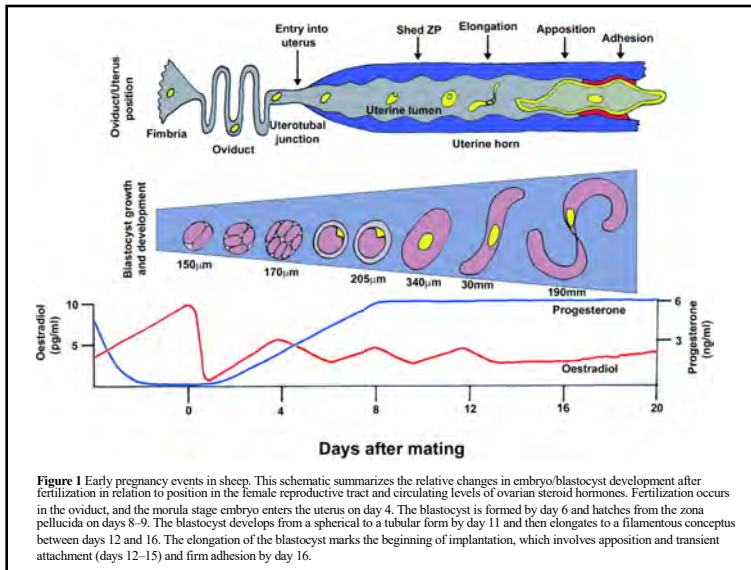 Entry into
uterus
Shed ZP
Elongation
Apposition
Adhesion
Oviduct/Uterus
position
Fimbria
Oviduct
Uterotubal
junction
Uterine lumen
Uterine horn
Blastocyst growth
and development
150µm
170µm
205µm
340µm
30mm
190mm
Oestradiol
(pg/ml)
10
5
Progesterone
Oestradiol
6
3
Progesterone
(ng/ml)
0
4
8
12
16
20
Days after mating
Figure 1 Early pregnancy events in sheep. This schematic summarizes the relative changes in embryo/blastocyst development after
fertilization in relation to position in the female reproductive tract and circulating levels of ovarian steroid hormones. Fertilization occurs
in the oviduct, and the morula stage embryo enters the uterus on day 4. The blastocyst is formed by day 6 and hatches from the zona
pellucida on days 8–9. The blastocyst develops from a spherical to a tubular form by day 11 and then elongates to a filamentous conceptus
between days 12 and 16. The elongation of the blastocyst marks the beginning of implantation, which involves apposition and transient
attachment (days 12–15) and firm adhesion by day 16.